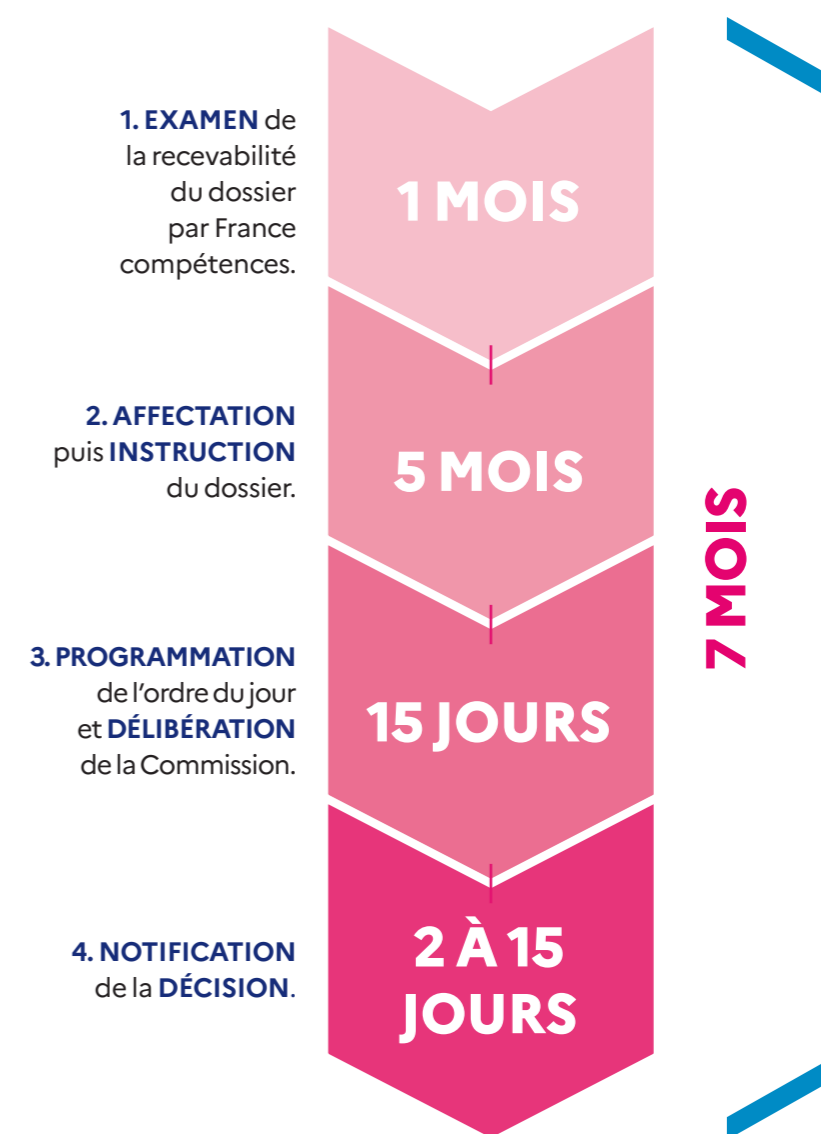 1. EXAMEN de
la recevabilité
du dossier
par France
compétences.
1 MOIS
2. AFFECTATION
puis INSTRUCTION
du dossier.
5 MOIS
3. PROGRAMMATION
de l’ordre du jour
et DÉLIBÉRATION
de la Commission.
15 JOURS
4. NOTIFICATION
de la DÉCISION.
2 À 15
JOURS
7 MOIS